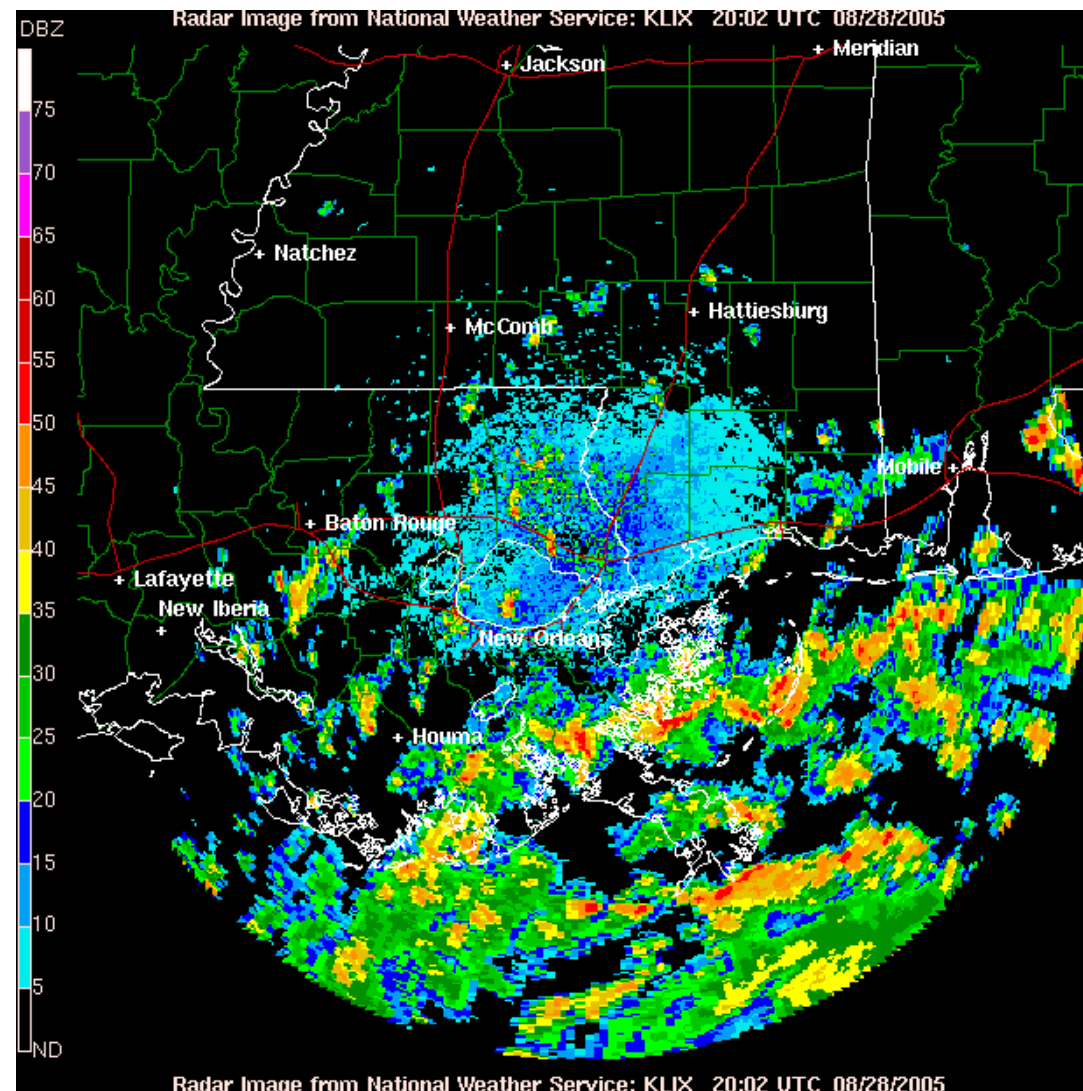 Radar Image from National Weather Service: KLIX 20:02 UTC 08/28/2005
DBZ
Meridian
Jackson
75
70
65
Natchez
60
Hattiesburg
McComb
55
50
Mobile
45
Baton Rouge
40
Lafayette
New Iberia
35
New Orleans
30
Houma
25
20
15
10
5
ND
Radar Image from National Weather Service: KLIX 20:02 UTC 08/28/2005